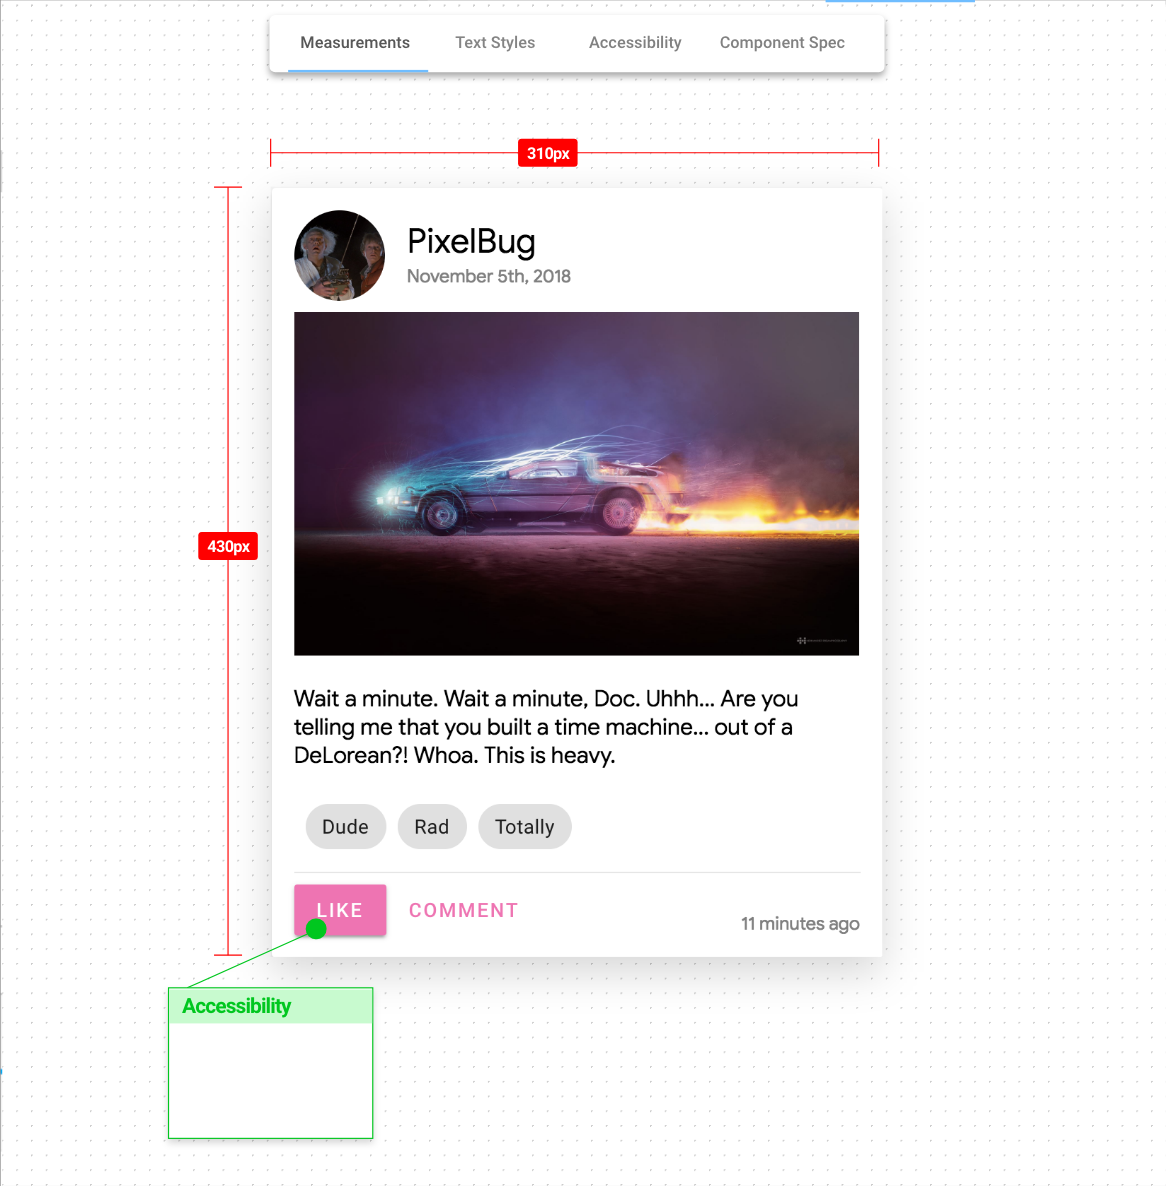 Measurements Text Styles Accessibility Component Spec
310px
PixelBug
November 5th, 2018
430px
Wait a minute. Wait a minute, Doc. Uhhh... Are you
telling me that you built a time machine... out of a
DeLorean?! Whoa. This is heavy.
Dude Rad Totally
LIKE COMMENT
11 minutes ago
Accessibility